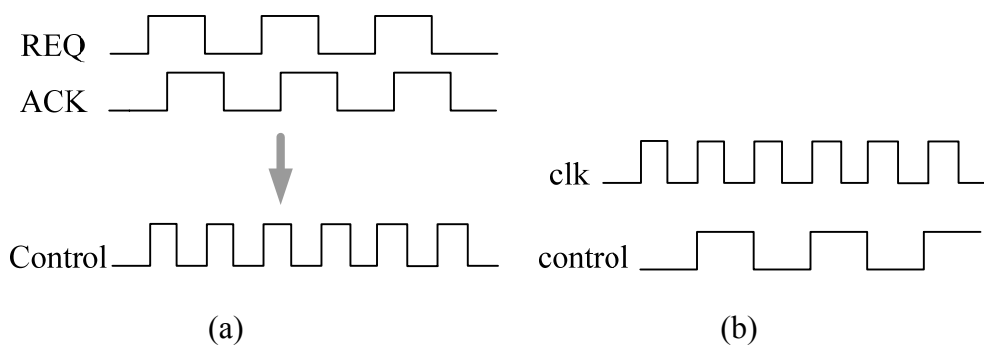 REQ
ACK
Control
(a)
clk
control
(b)